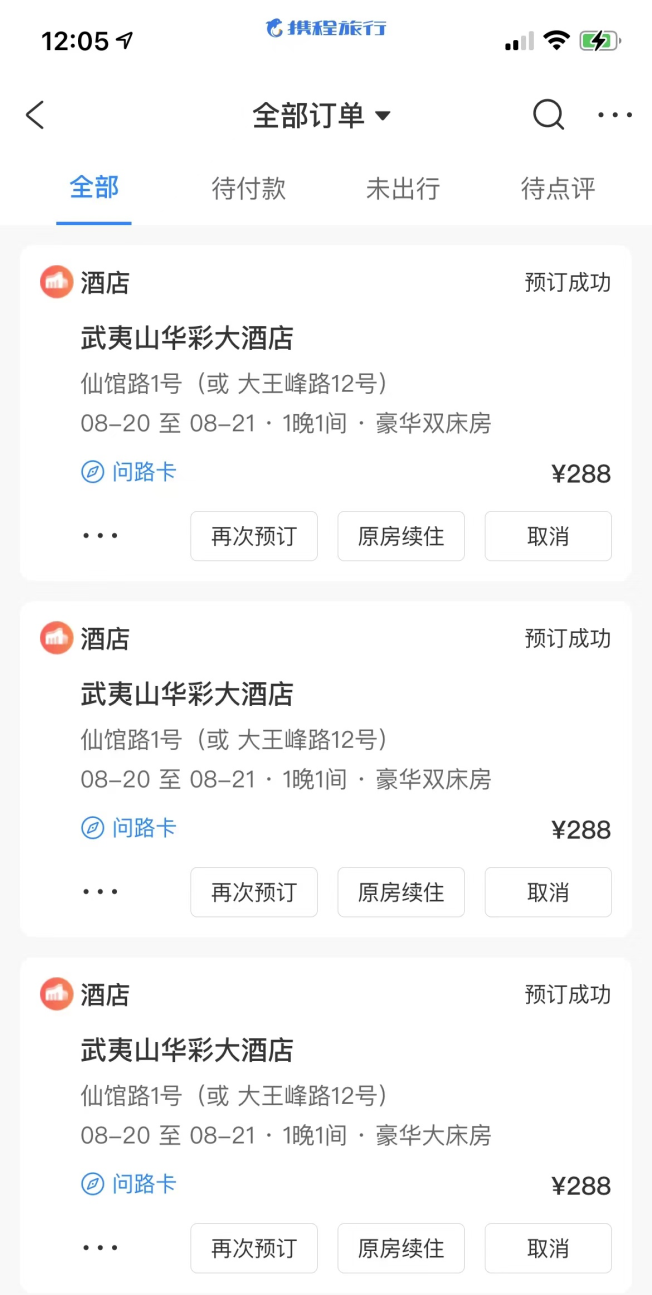 12:05
携程旅行
全部订单
全部 待付款 未出行 待点评
酒店 预订成功
武夷山华彩大酒店
仙馆路1号（或 大王峰路12号）
08-20 至 08-21 · 1晚1间 · 豪华双床房
问路卡 ¥288
再次预订 原房续住 取消
酒店 预订成功
武夷山华彩大酒店
仙馆路1号（或 大王峰路12号）
08-20 至 08-21 · 1晚1间 · 豪华双床房
问路卡 ¥288
再次预订 原房续住 取消
酒店 预订成功
武夷山华彩大酒店
仙馆路1号（或 大王峰路12号）
08-20 至 08-21 · 1晚1间 · 豪华大床房
问路卡 ¥288
再次预订 原房续住 取消